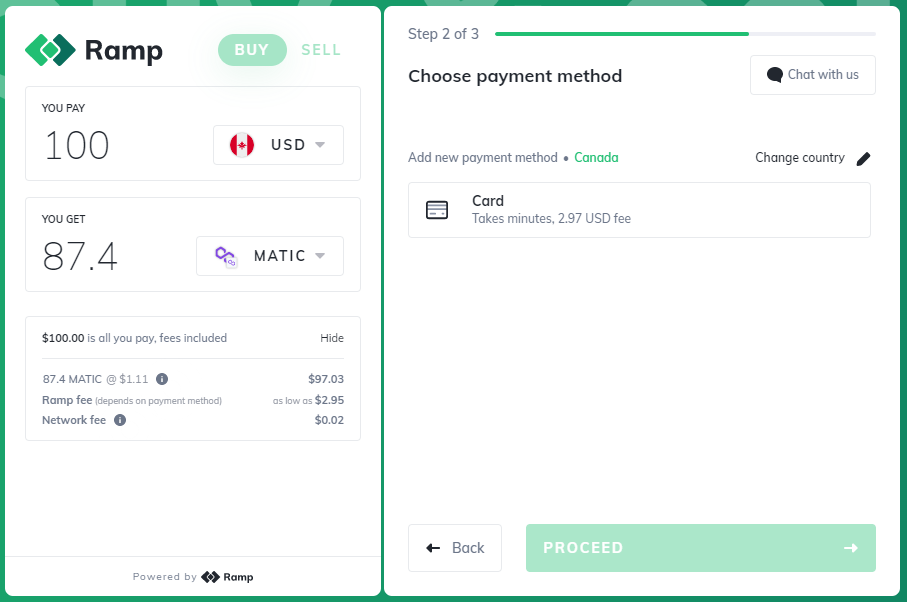 Ramp
BUY SELL
YOU PAY
100 USD
YOU GET
87.4 MATIC
$100.00 is all you pay, fees included Hide
87.4 MATIC @ $1.11 $97.03
Ramp fee (depends on payment method) as low as $2.95
Network fee $0.02
Powered by Ramp
Step 2 of 3
Choose payment method
Chat with us
Add new payment method • Canada Change country
Card
Takes minutes, 2.97 USD fee
Back
PROCEED